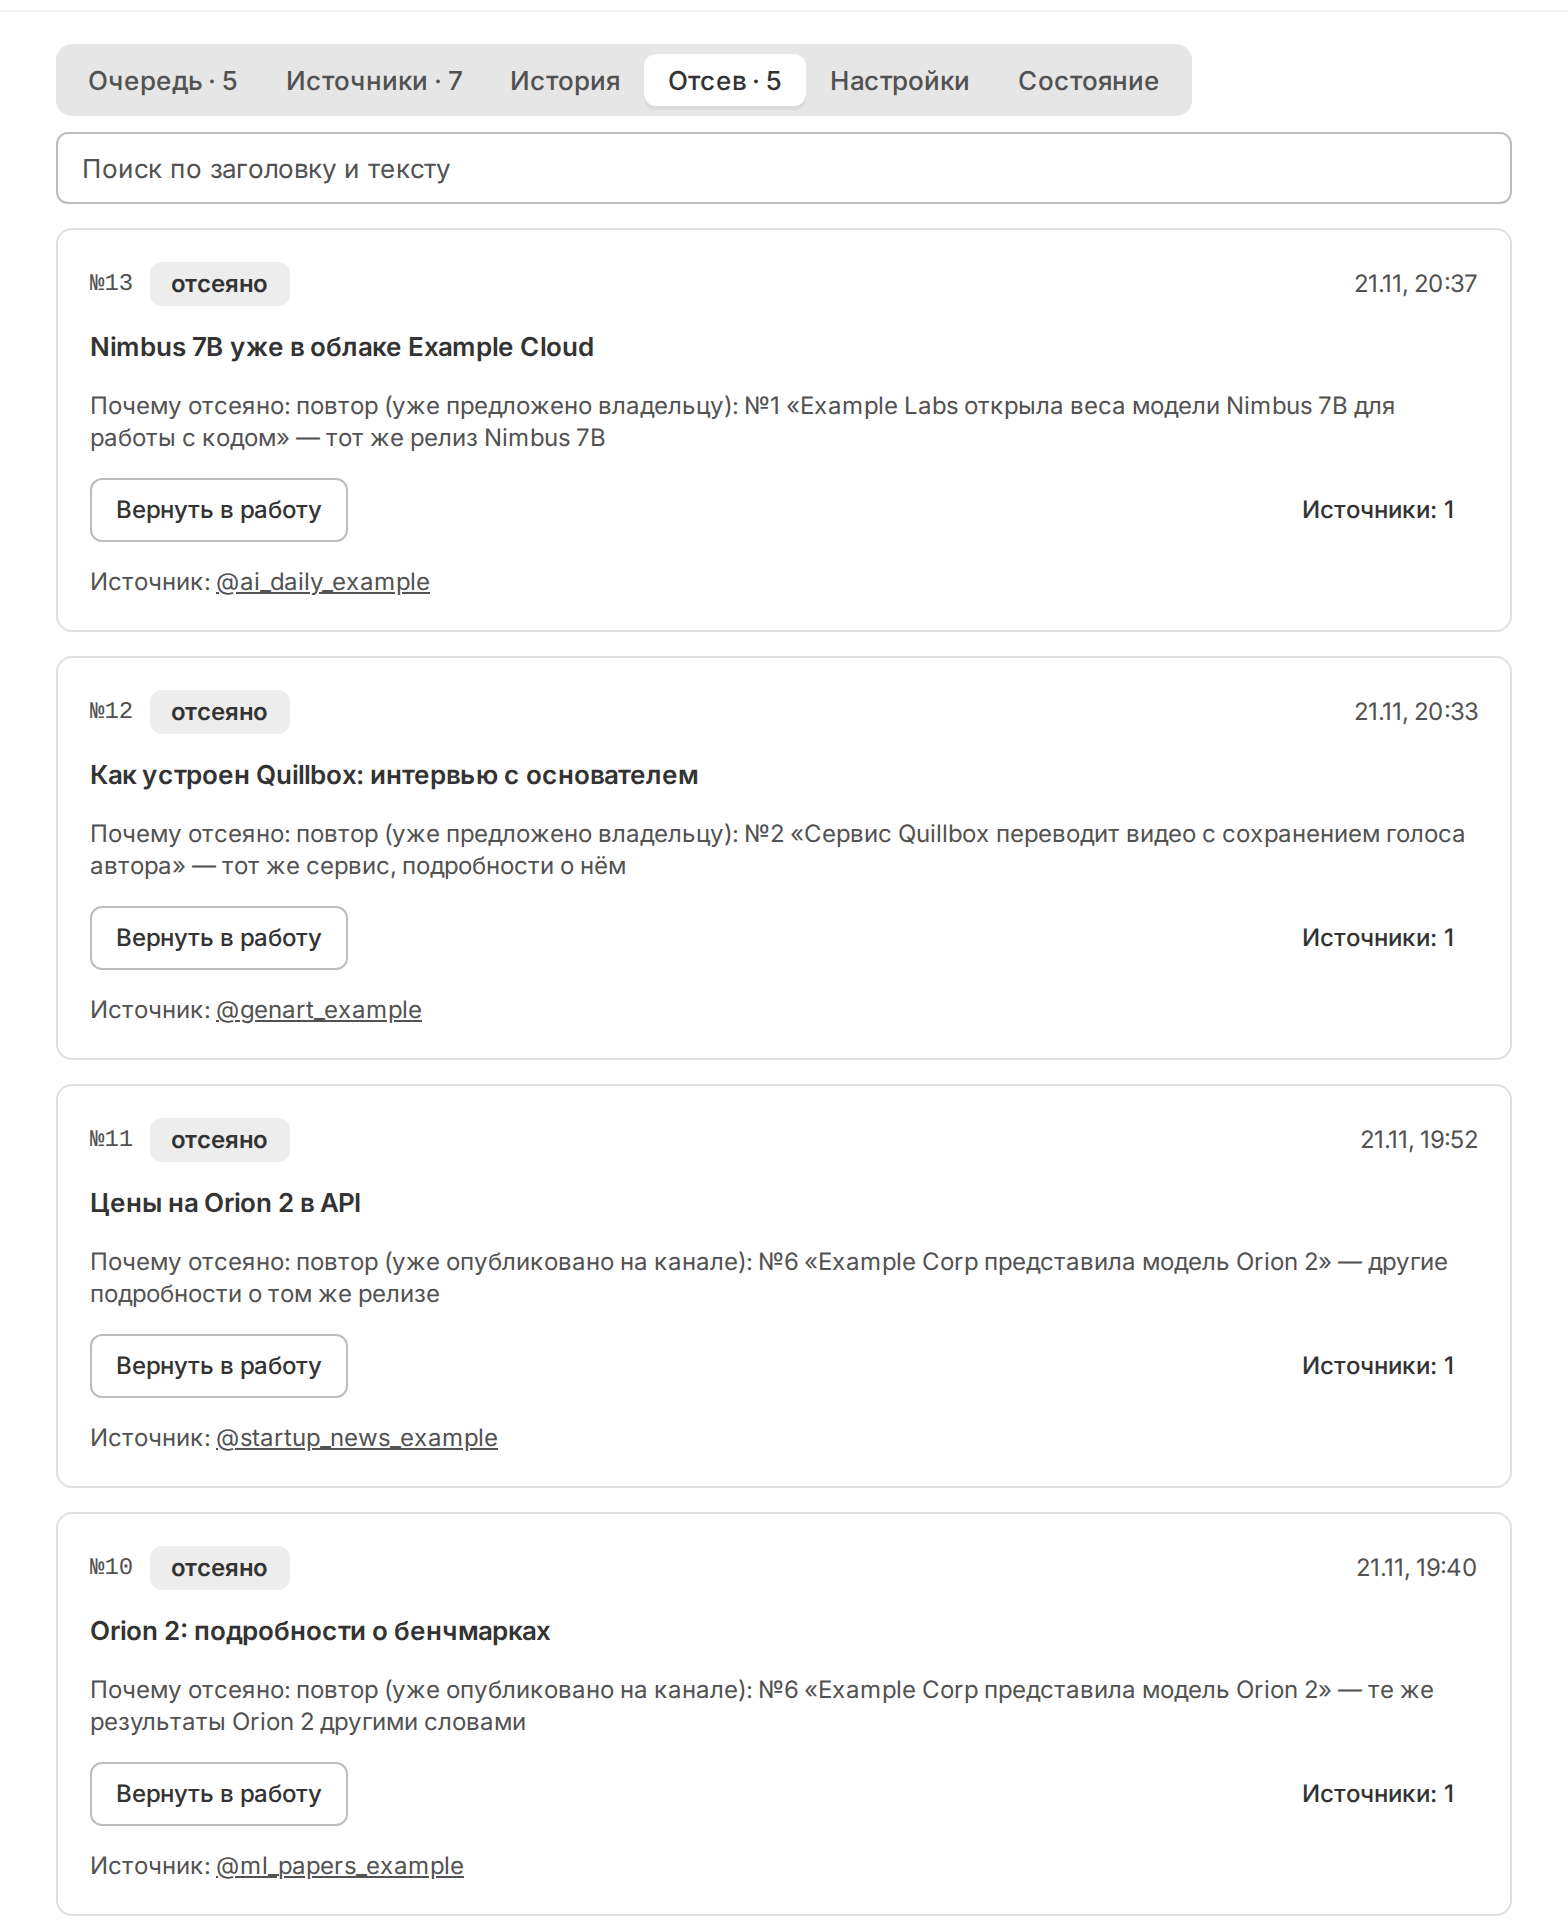 Очередь · 5 Источники · 7 История Отсев · 5 Настройки Состояние
Поиск по заголовку и тексту
№13 отсеяно 21.11, 20:37
Nimbus 7B уже в облаке Example Cloud
Почему отсеяно: повтор (уже предложено владельцу): №1 «Example Labs открыла веса модели Nimbus 7B для
работы с кодом» — тот же релиз Nimbus 7B
Вернуть в работу Источники: 1
Источник: @ai_daily_example
№12 отсеяно 21.11, 20:33
Как устроен Quillbox: интервью с основателем
Почему отсеяно: повтор (уже предложено владельцу): №2 «Сервис Quillbox переводит видео с сохранением голоса
автора» — тот же сервис, подробности о нём
Вернуть в работу Источники: 1
Источник: @genart_example
№11 отсеяно 21.11, 19:52
Цены на Orion 2 в API
Почему отсеяно: повтор (уже опубликовано на канале): №6 «Example Corp представила модель Orion 2» — другие
подробности о том же релизе
Вернуть в работу Источники: 1
Источник: @startup_news_example
№10 отсеяно 21.11, 19:40
Orion 2: подробности о бенчмарках
Почему отсеяно: повтор (уже опубликовано на канале): №6 «Example Corp представила модель Orion 2» — те же
результаты Orion 2 другими словами
Вернуть в работу Источники: 1
Источник: @ml_papers_example